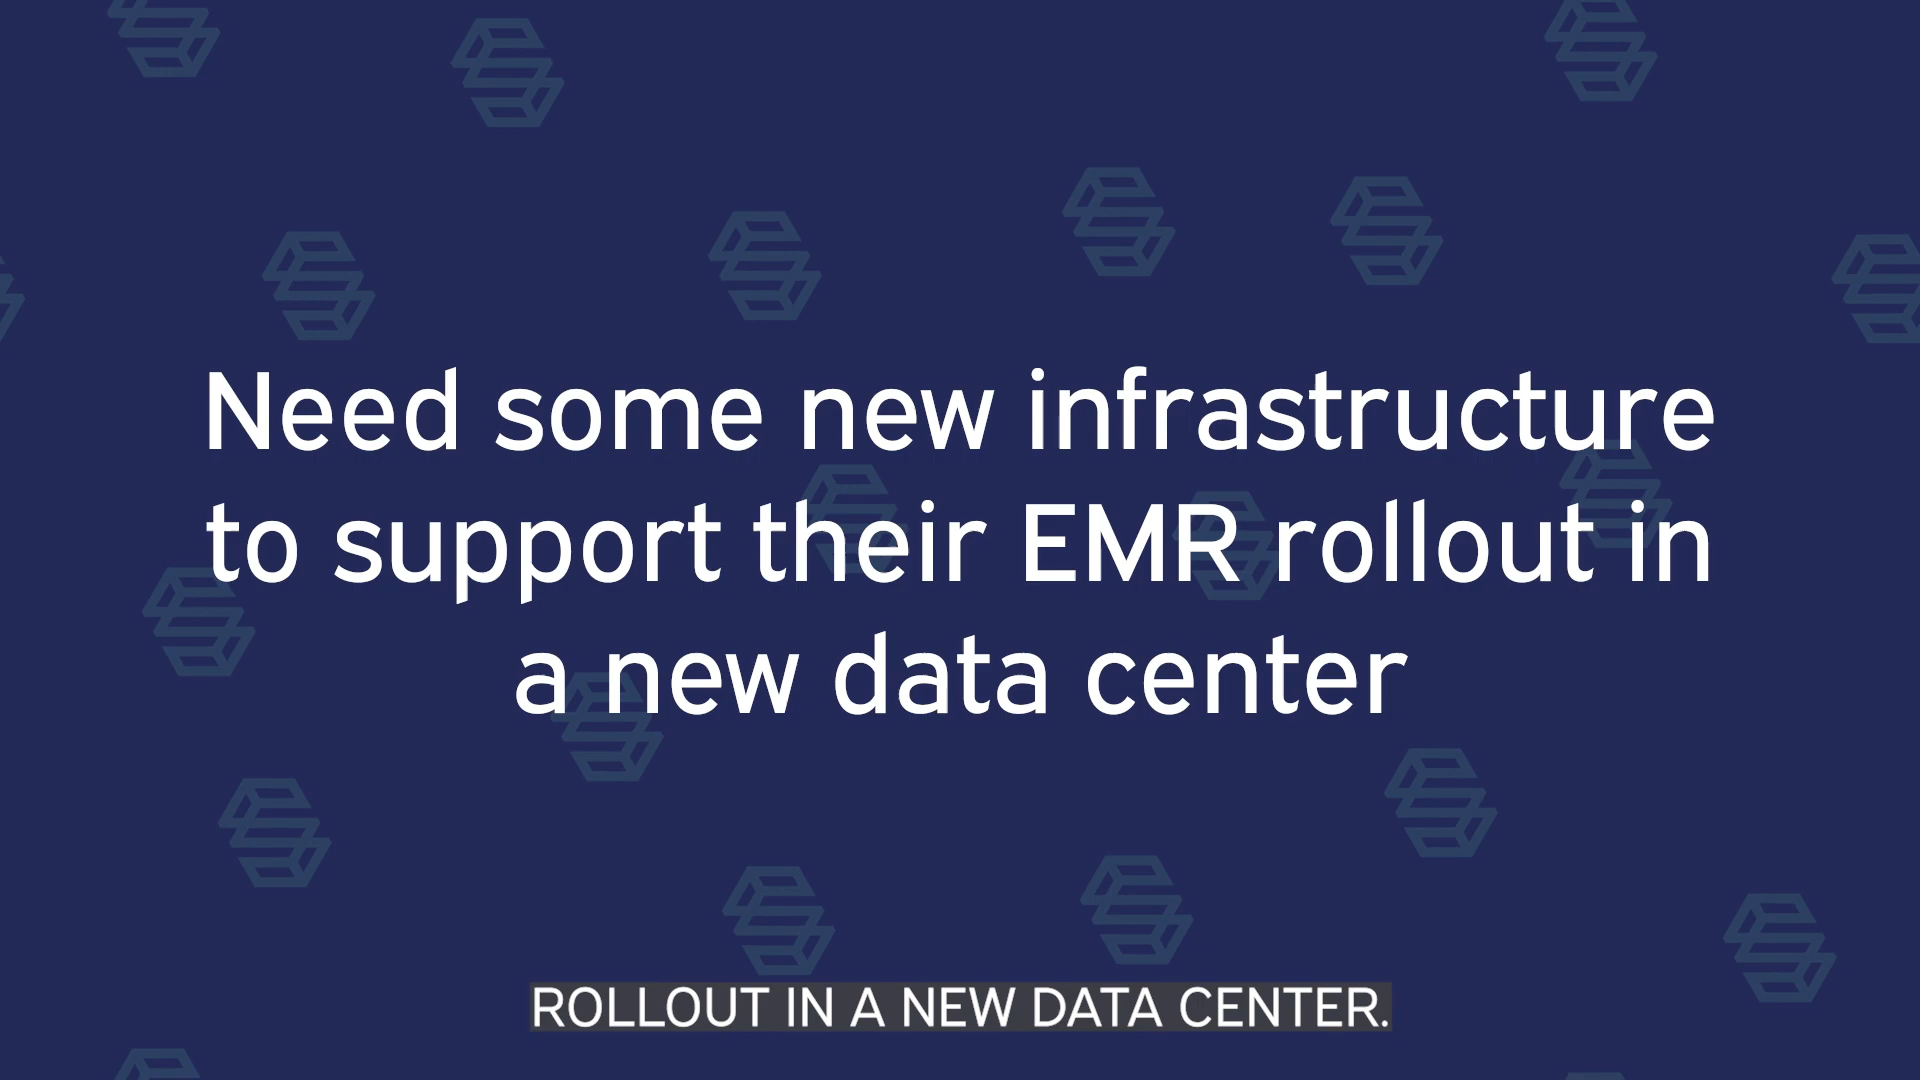 Need some new infrastructure
to support their EMR rollout in
a new data center
ROLLOUT IN A NEW DATA CENTER.